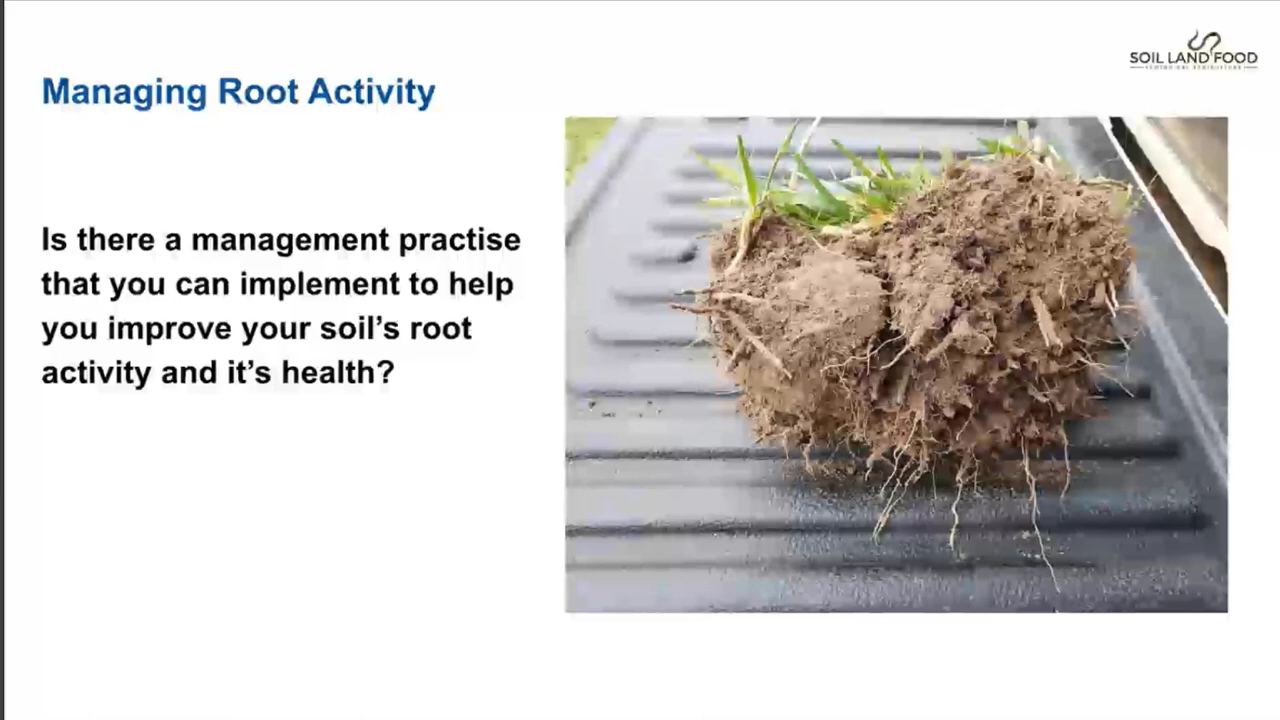 SOIL LAND FOOD
Managing Root Activity
Is there a management practise
that you can implement to help
you improve your soil's root
activity and it's health?